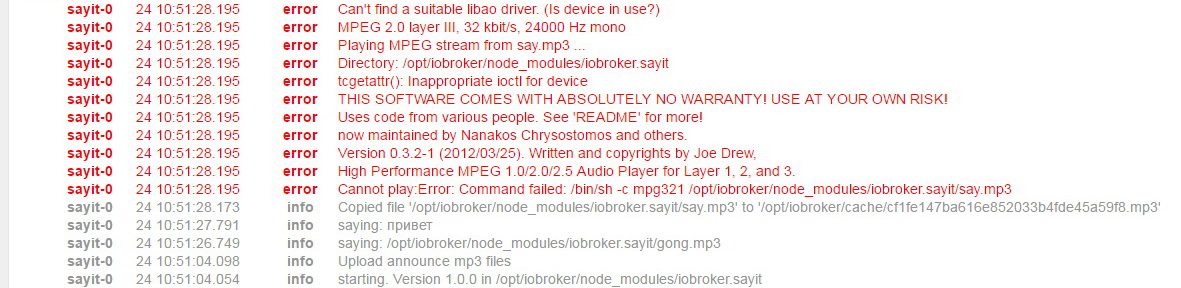 sayit-0 24 10:51:28.195 error Can't find a suitable libao driver. (Is device in use?)
sayit-0 24 10:51:28.195 error MPEG 2.0 layer III, 32 kbit/s, 24000 Hz mono
sayit-0 24 10:51:28.195 error Playing MPEG stream from say.mp3 ...
sayit-0 24 10:51:28.195 error Directory: /opt/iobroker/node_modules/iobroker.sayit
sayit-0 24 10:51:28.195 error tcgetattr(): Inappropriate ioctl for device
sayit-0 24 10:51:28.195 error THIS SOFTWARE COMES WITH ABSOLUTELY NO WARRANTY! USE AT YOUR OWN RISK!
sayit-0 24 10:51:28.195 error Uses code from various people. See 'README' for more!
sayit-0 24 10:51:28.195 error now maintained by Nanakos Chrysostomos and others.
sayit-0 24 10:51:28.195 error Version 0.3.2-1 (2012/03/25). Written and copyrights by Joe Drew,
sayit-0 24 10:51:28.195 error High Performance MPEG 1.0/2.0/2.5 Audio Player for Layer 1, 2, and 3.
sayit-0 24 10:51:28.195 error Cannot play:Error: Command failed: /bin/sh -c mpg321 /opt/iobroker/node_modules/iobroker.sayit/say.mp3
sayit-0 24 10:51:28.173 info Copied file '/opt/iobroker/node_modules/iobroker.sayit/say.mp3' to '/opt/iobroker/cache/cf1fe147ba616e852033b4fde45a59f8.mp3'
sayit-0 24 10:51:27.791 info saying: привет
sayit-0 24 10:51:26.749 info saying: /opt/iobroker/node_modules/iobroker.sayit/gong.mp3
sayit-0 24 10:51:04.098 info Upload announce mp3 files
sayit-0 24 10:51:04.054 info starting. Version 1.0.0 in /opt/iobroker/node_modules/iobroker.sayit